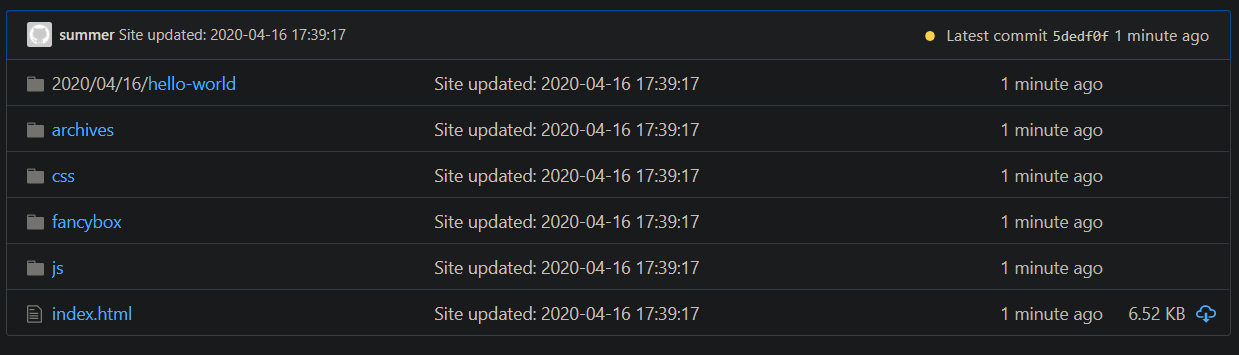 summer Site updated: 2020-04-16 17:39:17 Latest commit 5dedf0f 1 minute ago
2020/04/16/hello-world Site updated: 2020-04-16 17:39:17 1 minute ago
archives Site updated: 2020-04-16 17:39:17 1 minute ago
css Site updated: 2020-04-16 17:39:17 1 minute ago
fancybox Site updated: 2020-04-16 17:39:17 1 minute ago
js Site updated: 2020-04-16 17:39:17 1 minute ago
index.html Site updated: 2020-04-16 17:39:17 1 minute ago 6.52 KB